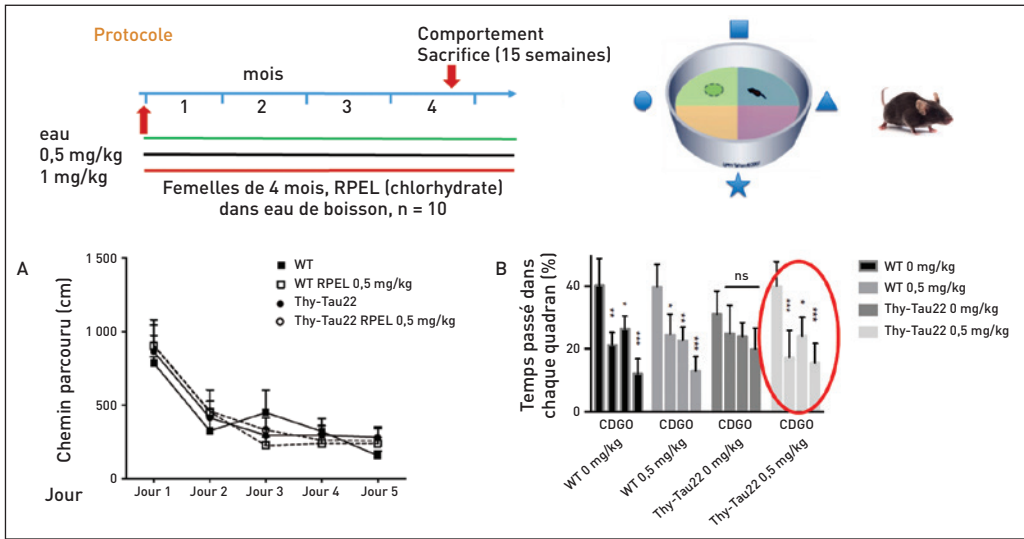 Protocole
Comportement
Sacrifice (15 semaines)
mois
1 2 3 4
eau
0,5 mg/kg
1 mg/kg
Femelles de 4 mois, RPEL (chlorhydrate)
dans eau de boisson, n = 10
A
Chemin parcouru (cm)
1 500
1 000
500
0
WT
WT RPEL 0,5 mg/kg
Thy-Tau22
Thy-Tau22 RPEL 0,5 mg/kg
Jour
Jour 1 Jour 2 Jour 3 Jour 4 Jour 5
B
Temps passé dans
chaque quadran (%)
40
20
0
** * ***
* ** ***
ns
*** * ***
CDGO CDGO CDGO CDGO
WT 0 mg/kg
WT 0,5 mg/kg
Thy-Tau22 0 mg/kg
Thy-Tau22 0,5 mg/kg
WT 0 mg/kg
WT 0,5 mg/kg
Thy-Tau22 0 mg/kg
Thy-Tau22 0,5 mg/kg